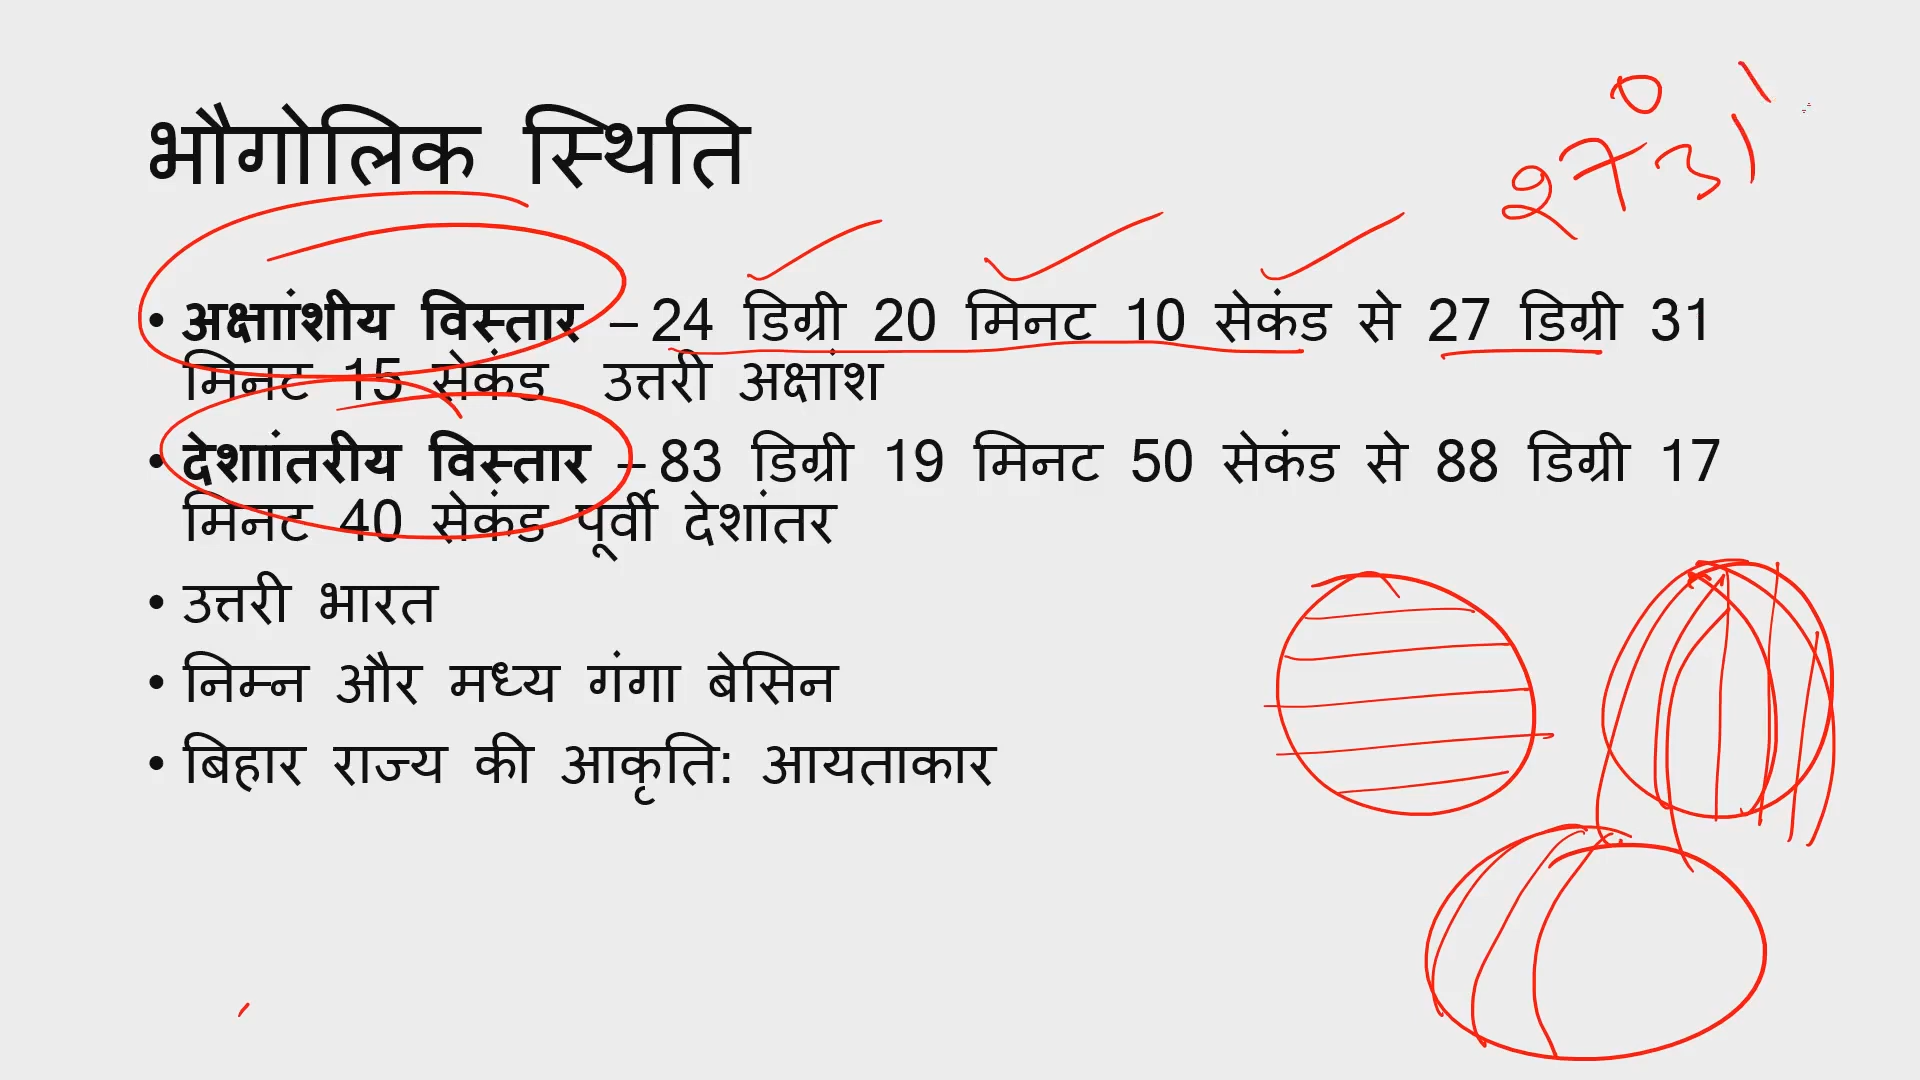 भौगोलिक स्थिति
27° 31'
• अक्षाांशीय विस्तार – 24 डिग्री 20 मिनट 10 सेकंड से 27 डिग्री 31
मिनट 15 सेकंड उत्तरी अक्षांश
• देशाांतरीय विस्तार – 83 डिग्री 19 मिनट 50 सेकंड से 88 डिग्री 17
मिनट 40 सेकंड पूर्वी देशांतर
• उत्तरी भारत
• निम्न और मध्य गंगा बेसिन
• बिहार राज्य की आकृति: आयताकार